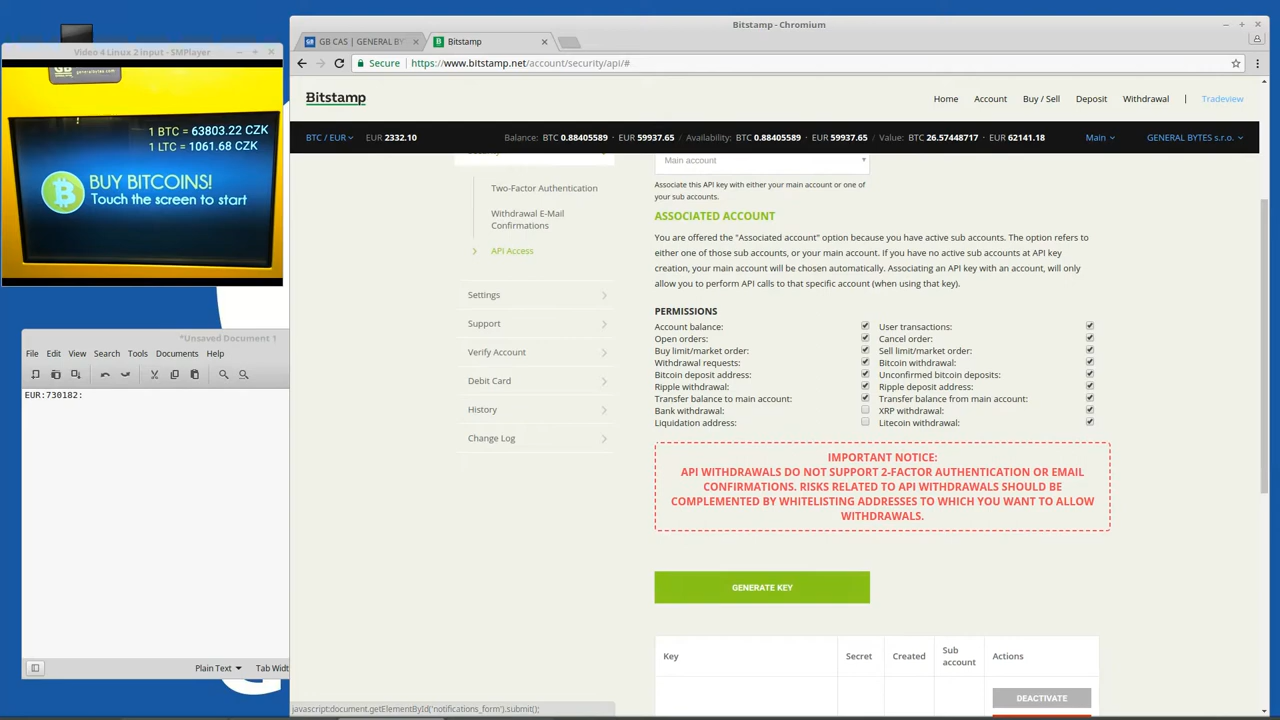 Video 4 Linux 2 input - SMPlayer
GB
generalbytes.com
1 BTC = 63803.22 CZK
1 LTC = 1061.68 CZK
BUY BITCOINS!
Touch the screen to start
*Unsaved Document 1
File Edit View Search Tools Documents Help
EUR:730182:
Plain Text
Tab Widt
Bitstamp - Chromium
GB CAS | GENERAL BY
Bitstamp
Secure https://www.bitstamp.net/account/security/api/#
Bitstamp
Home Account Buy / Sell Deposit Withdrawal Tradeview
BTC / EUR EUR 2332.10 Balance: BTC 0.88405589 · EUR 59937.65 Availability: BTC 0.88405589 · EUR 59937.65 Value: BTC 26.57448717 · EUR 62141.18 Main GENERAL BYTES s.r.o.
Two-Factor Authentication
Withdrawal E-Mail
Confirmations
API Access
Settings
Support
Verify Account
Debit Card
History
Change Log
Main account
Associate this API key with either your main account or one of
your sub accounts.
ASSOCIATED ACCOUNT
You are offered the "Associated account" option because you have active sub accounts. The option refers to
either one of those sub accounts, or your main account. If you have no active sub accounts at API key
creation, your main account will be chosen automatically. Associating an API key with an account, will only
allow you to perform API calls to that specific account (when using that key).
PERMISSIONS
Account balance: User transactions:
Open orders: Cancel order:
Buy limit/market order: Sell limit/market order:
Withdrawal requests: Bitcoin withdrawal:
Bitcoin deposit address: Unconfirmed bitcoin deposits:
Ripple withdrawal: Ripple deposit address:
Transfer balance to main account: Transfer balance from main account:
Bank withdrawal: XRP withdrawal:
Liquidation address: Litecoin withdrawal:
IMPORTANT NOTICE:
API WITHDRAWALS DO NOT SUPPORT 2-FACTOR AUTHENTICATION OR EMAIL
CONFIRMATIONS. RISKS RELATED TO API WITHDRAWALS SHOULD BE
COMPLEMENTED BY WHITELISTING ADDRESSES TO WHICH YOU WANT TO ALLOW
WITHDRAWALS.
GENERATE KEY
Key Secret Created Sub account Actions
DEACTIVATE
javascript:document.getElementById('notifications_form').submit();